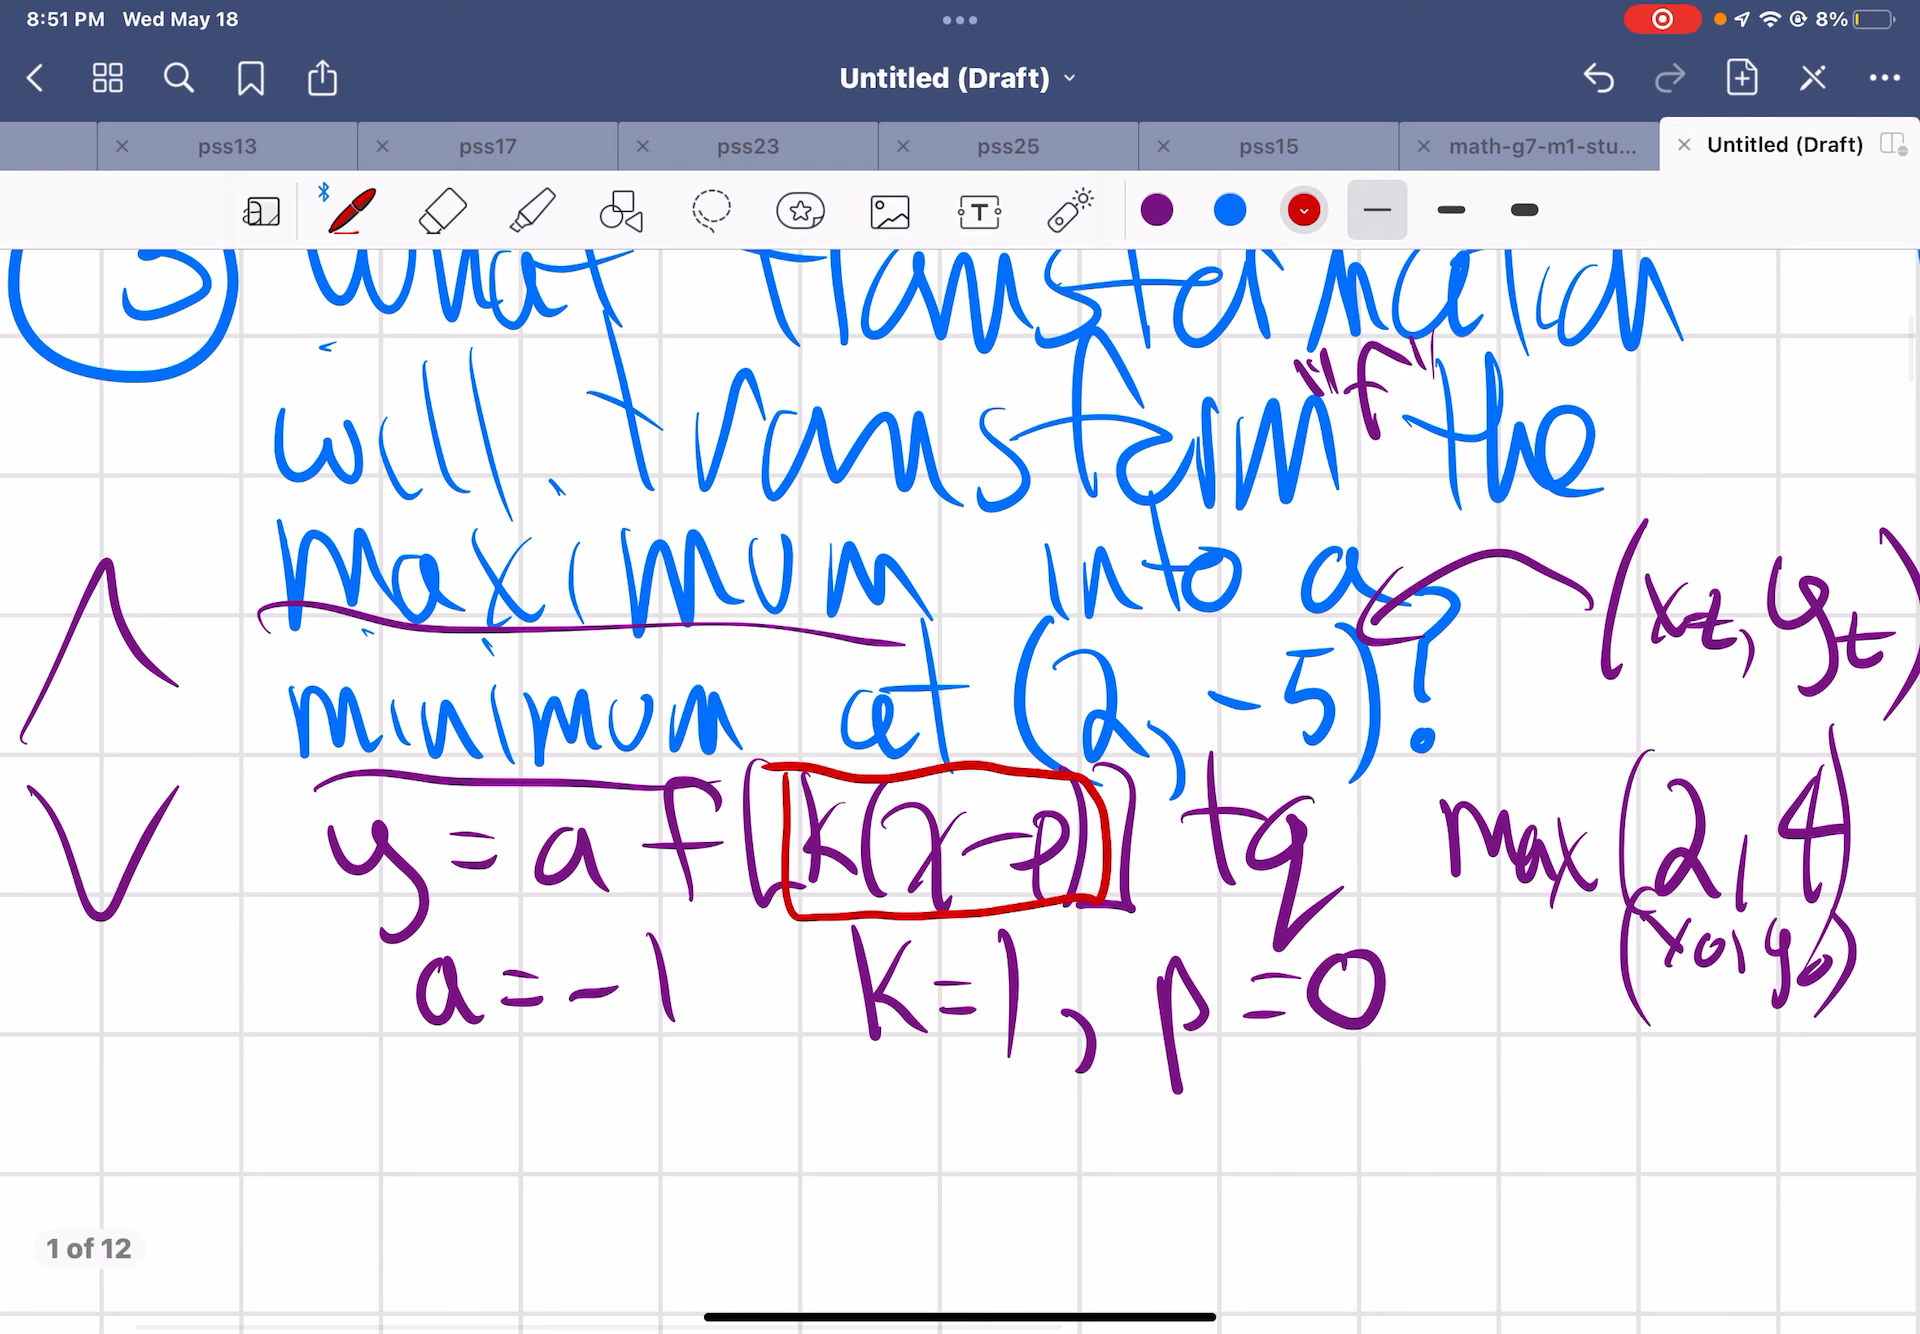 8:51 PM Wed May 18
8%
Untitled (Draft)
pss13
pss17
pss23
pss25
pss15
math-g7-m1-stu...
Untitled (Draft)
3 What transformation
will transform "f" the
maximum into a
minimum at (2, -5)?
(xt, yt)
y = a f[k(x-p)] + q
max (2, 4)
(x0, y0)
a = -1 k=1, p=0
1 of 12